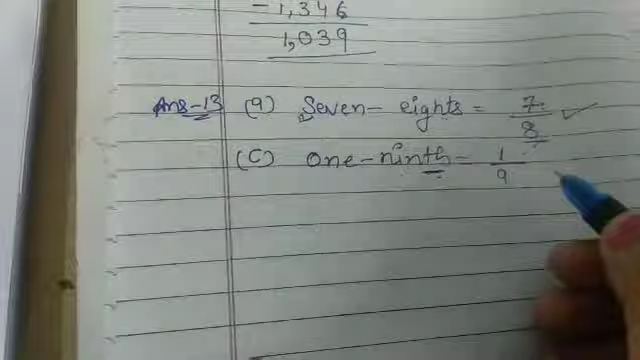 - 1,346
1,039
Ans-13 (a) Seven- eights = 7/8 ✓
(C) one-ninth = 1/9